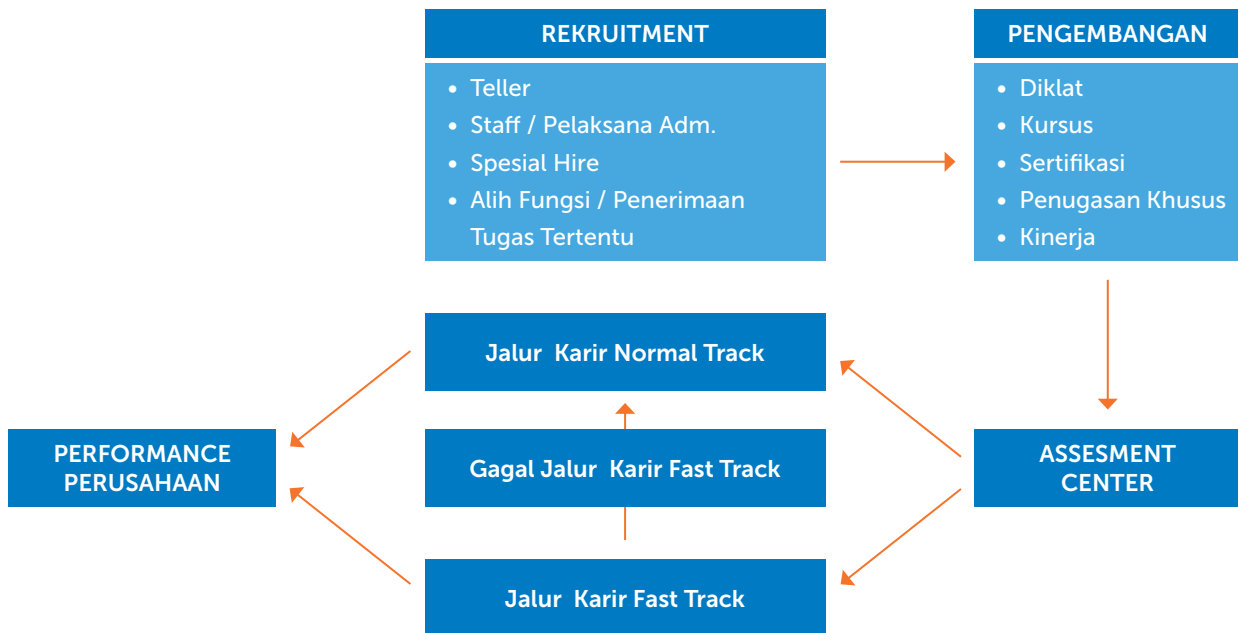 REKRUITMENT
• Teller
• Staff / Pelaksana Adm.
• Spesial Hire
• Alih Fungsi / Penerimaan
Tugas Tertentu
PENGEMBANGAN
• Diklat
• Kursus
• Sertifikasi
• Penugasan Khusus
• Kinerja
Jalur Karir Normal Track
PERFORMANCE
PERUSAHAAN
Gagal Jalur Karir Fast Track
ASSESMENT
CENTER
Jalur Karir Fast Track